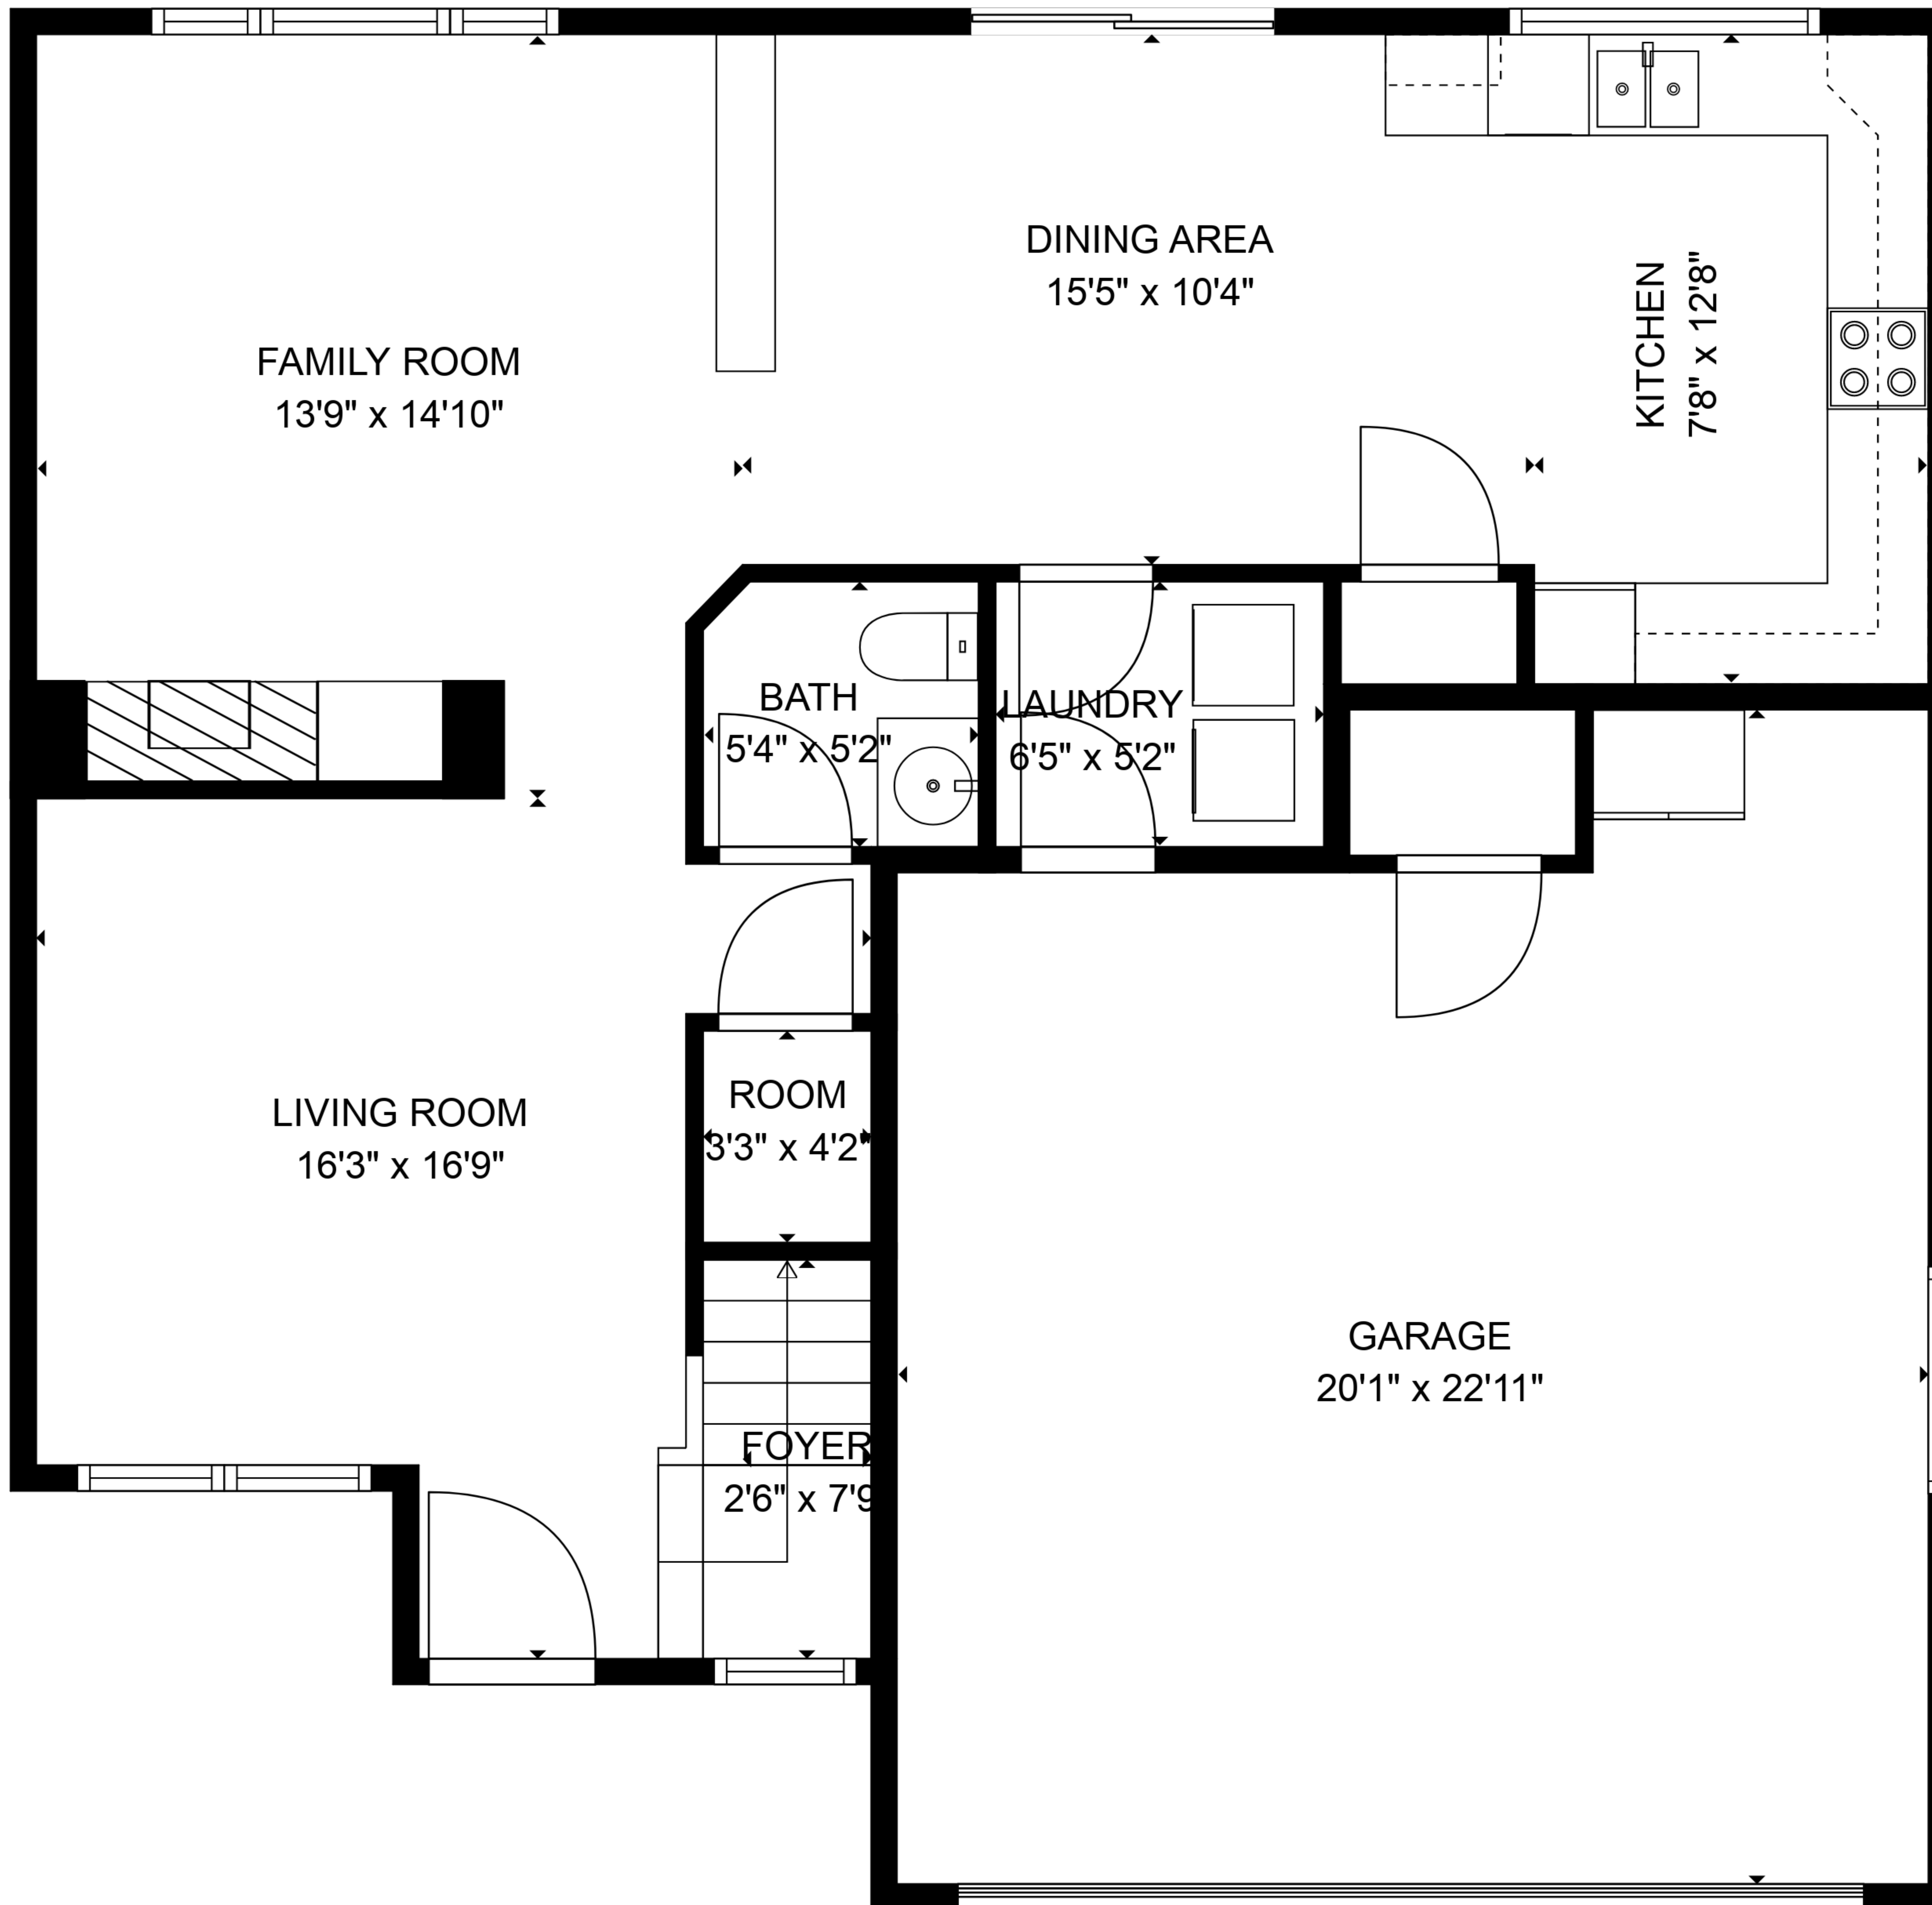 DINING AREA
15'5" x 10'4"
KITCHEN
7'8" x 12'8"
FAMILY ROOM
13'9" x 14'10"
BATH
5'4" x 5'2"
LAUNDRY
6'5" x 5'2"
ROOM
3'3" x 4'2"
LIVING ROOM
16'3" x 16'9"
GARAGE
20'1" x 22'11"
FOYER
2'6" x 7'9